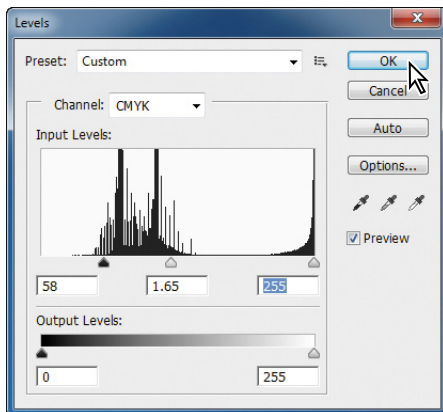 Levels
Preset: Custom
OK
Cancel
Channel: CMYK
Auto
Input Levels:
Options...
Preview
58 1.65 255
Output Levels:
0 255